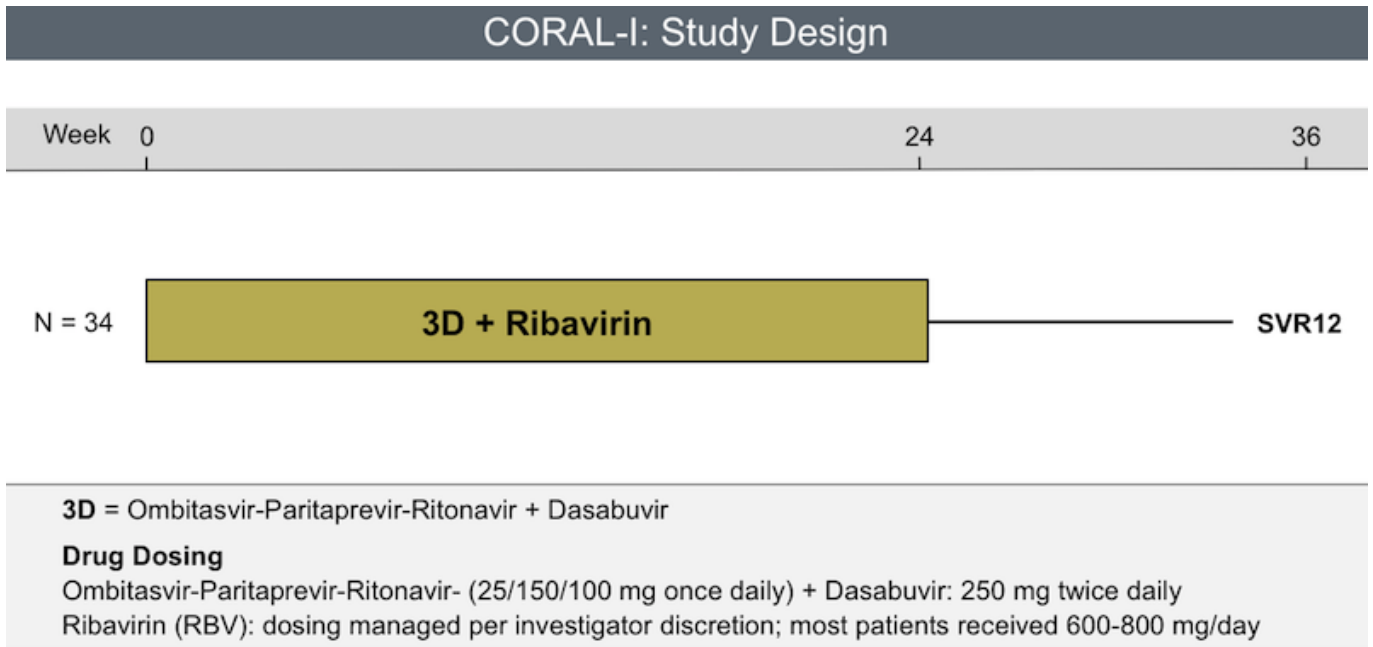 CORAL-I: Study Design
Week 0 24 36
N = 34 3D + Ribavirin SVR12
3D = Ombitasvir-Paritaprevir-Ritonavir + Dasabuvir
Drug Dosing
Ombitasvir-Paritaprevir-Ritonavir- (25/150/100 mg once daily) + Dasabuvir: 250 mg twice daily
Ribavirin (RBV): dosing managed per investigator discretion; most patients received 600-800 mg/day